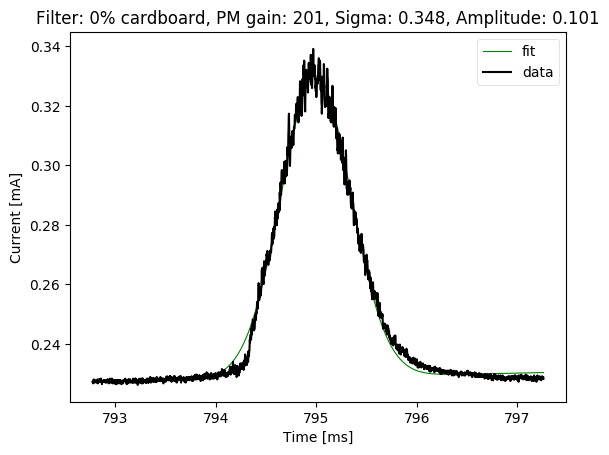 Filter: 0% cardboard, PM gain: 201, Sigma: 0.348, Amplitude: 0.101
fit
data
0.34
0.32
0.30
0.28
0.26
0.24
Current [mA]
793 794 795 796 797
Time [ms]